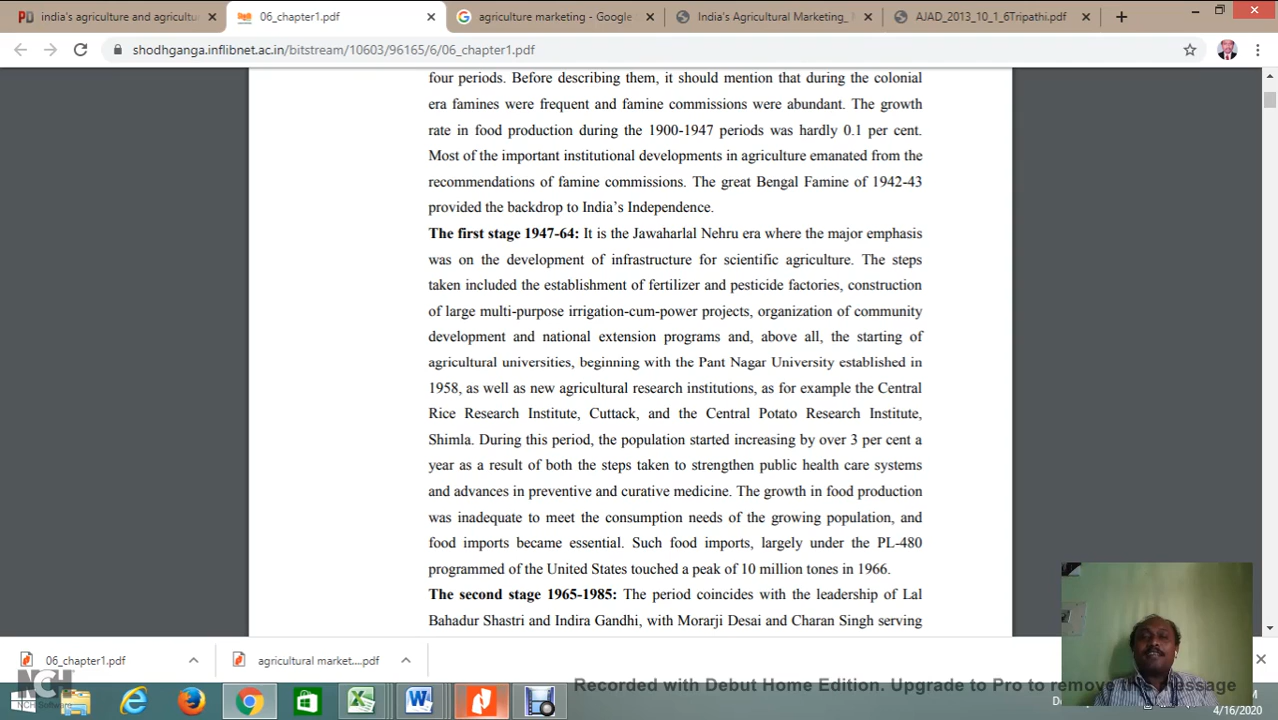 india's agriculture and agricultu
06_chapter1.pdf
agriculture marketing - Google
India's Agricultural Marketing_
AJAD_2013_10_1_6Tripathi.pdf
shodhganga.inflibnet.ac.in/bitstream/10603/96165/6/06_chapter1.pdf
four periods. Before describing them, it should mention that during the colonial
era famines were frequent and famine commissions were abundant. The growth
rate in food production during the 1900-1947 periods was hardly 0.1 per cent.
Most of the important institutional developments in agriculture emanated from the
recommendations of famine commissions. The great Bengal Famine of 1942-43
provided the backdrop to India's Independence.
The first stage 1947-64: It is the Jawaharlal Nehru era where the major emphasis
was on the development of infrastructure for scientific agriculture. The steps
taken included the establishment of fertilizer and pesticide factories, construction
of large multi-purpose irrigation-cum-power projects, organization of community
development and national extension programs and, above all, the starting of
agricultural universities, beginning with the Pant Nagar University established in
1958, as well as new agricultural research institutions, as for example the Central
Rice Research Institute, Cuttack, and the Central Potato Research Institute,
Shimla. During this period, the population started increasing by over 3 per cent a
year as a result of both the steps taken to strengthen public health care systems
and advances in preventive and curative medicine. The growth in food production
was inadequate to meet the consumption needs of the growing population, and
food imports became essential. Such food imports, largely under the PL-480
programmed of the United States touched a peak of 10 million tones in 1966.
The second stage 1965-1985: The period coincides with the leadership of Lal
Bahadur Shastri and Indira Gandhi, with Morarji Desai and Charan Singh serving
06_chapter1.pdf
agricultural market....pdf
NCH
NCH Software
Recorded with Debut Home Edition. Upgrade to Pro to remove this message
4/16/2020